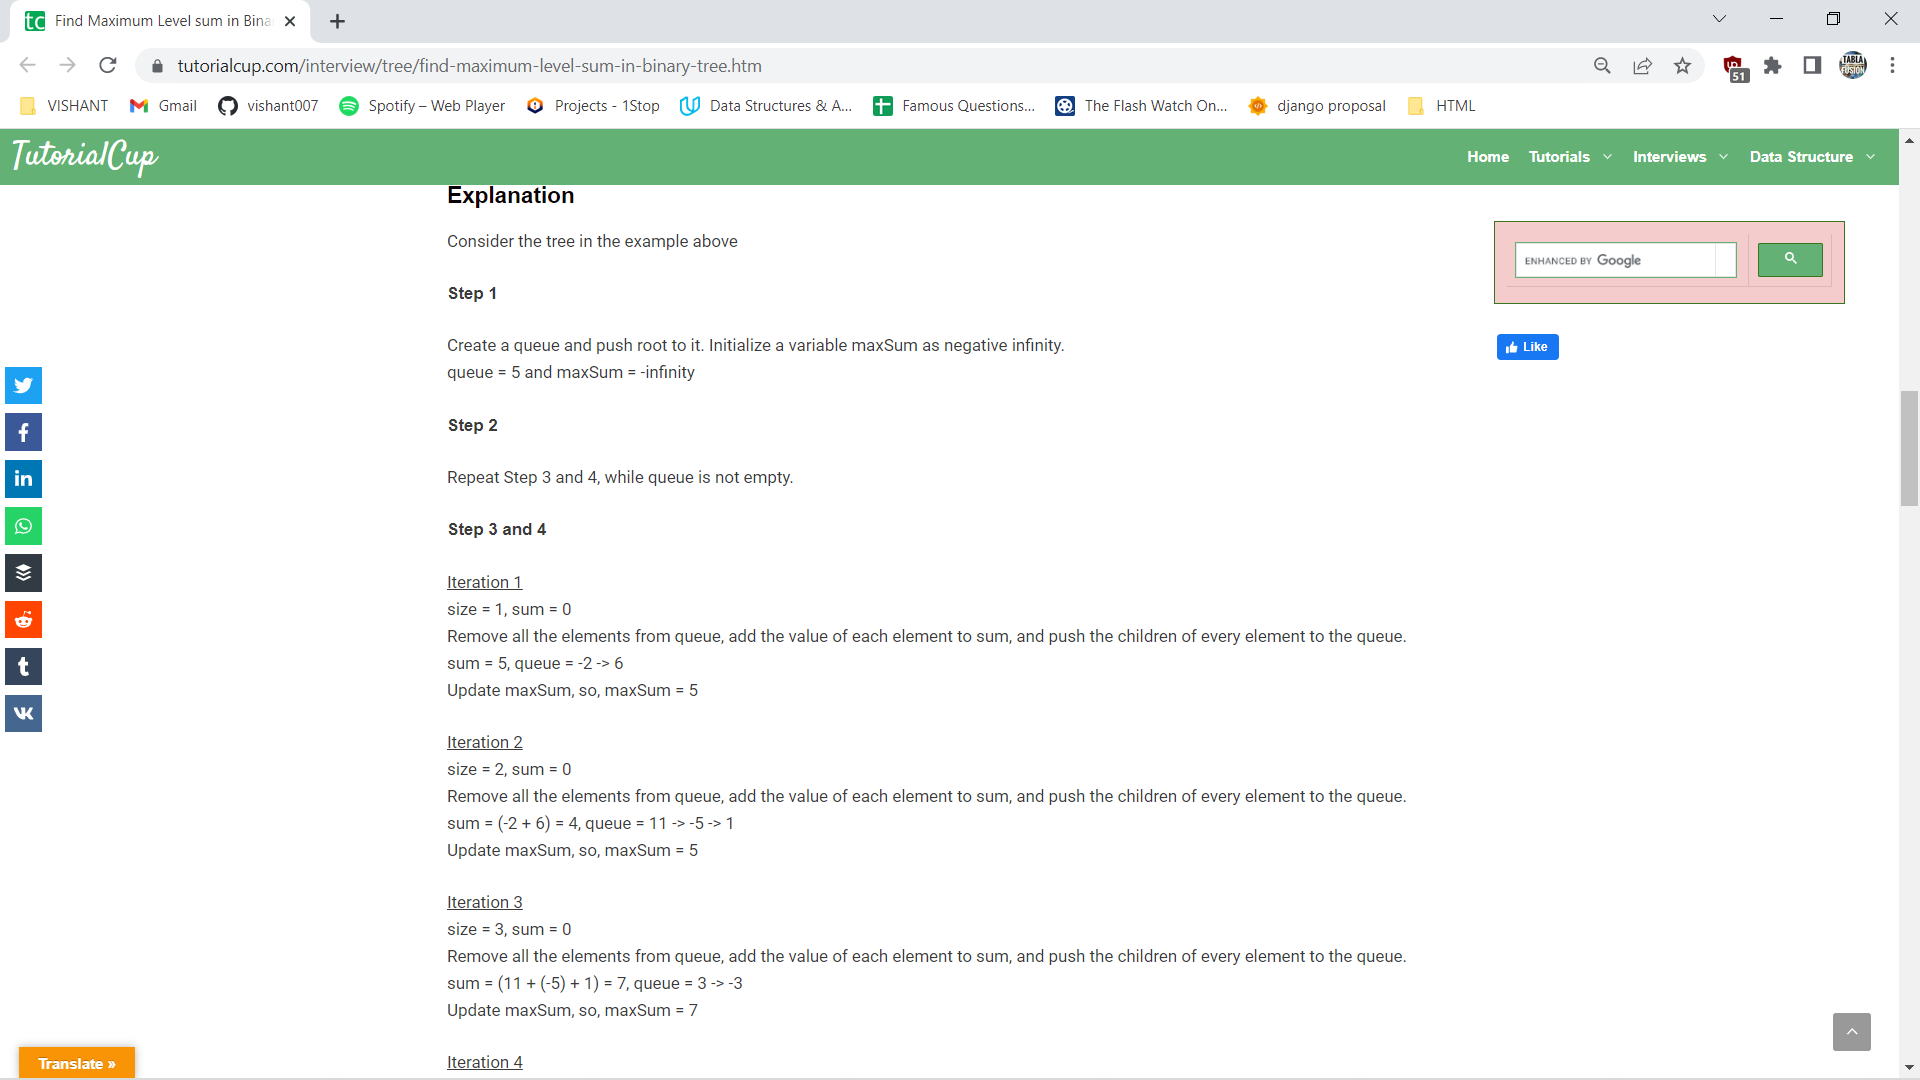 tc Find Maximum Level sum in Bina
tutorialcup.com/interview/tree/find-maximum-level-sum-in-binary-tree.htm
51
TABLA
FUSION
VISHANT
Gmail
vishant007
Spotify – Web Player
Projects - 1Stop
Data Structures & A...
Famous Questions...
The Flash Watch On...
django proposal
HTML
TutorialCup
Home
Tutorials
Interviews
Data Structure
Explanation
Consider the tree in the example above
ENHANCED BY Google
Step 1
Create a queue and push root to it. Initialize a variable maxSum as negative infinity.
queue = 5 and maxSum = -infinity
Like
Step 2
Repeat Step 3 and 4, while queue is not empty.
Step 3 and 4
Iteration 1
size = 1, sum = 0
Remove all the elements from queue, add the value of each element to sum, and push the children of every element to the queue.
sum = 5, queue = -2 -> 6
Update maxSum, so, maxSum = 5
Iteration 2
size = 2, sum = 0
Remove all the elements from queue, add the value of each element to sum, and push the children of every element to the queue.
sum = (-2 + 6) = 4, queue = 11 -> -5 -> 1
Update maxSum, so, maxSum = 5
Iteration 3
size = 3, sum = 0
Remove all the elements from queue, add the value of each element to sum, and push the children of every element to the queue.
sum = (11 + (-5) + 1) = 7, queue = 3 -> -3
Update maxSum, so, maxSum = 7
Iteration 4
Translate »